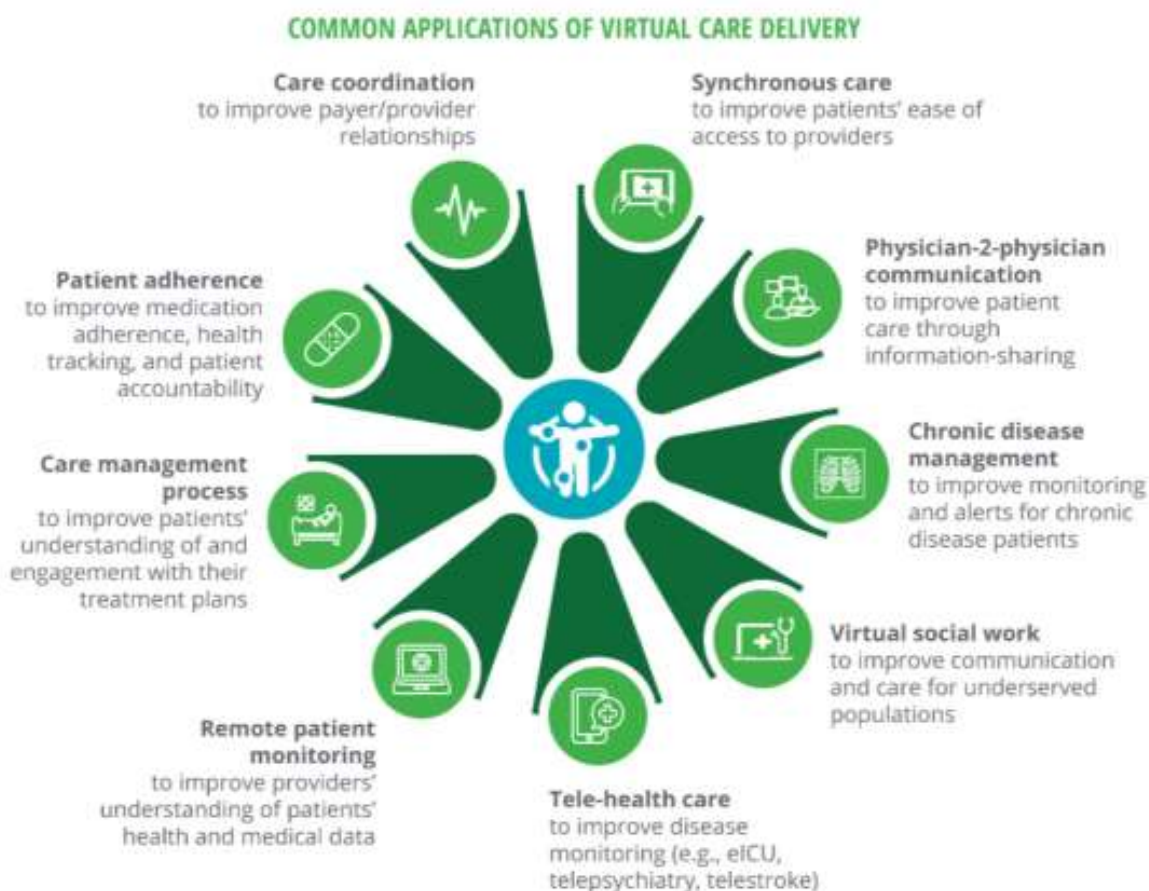 COMMON APPLICATIONS OF VIRTUAL CARE DELIVERY
Care coordination
to improve payer/provider
relationships
Synchronous care
to improve patients' ease of
access to providers
Physician-2-physician
communication
to improve patient
care through
information-sharing
Chronic disease
management
to improve monitoring
and alerts for chronic
disease patients
Virtual social work
to improve communication
and care for underserved
populations
Tele-health care
to improve disease
monitoring (e.g., eICU,
telepsychiatry, telestroke)
Remote patient
monitoring
to improve providers'
understanding of patients'
health and medical data
Care management
process
to improve patients'
understanding of and
engagement with their
treatment plans
Patient adherence
to improve medication
adherence, health
tracking, and patient
accountability